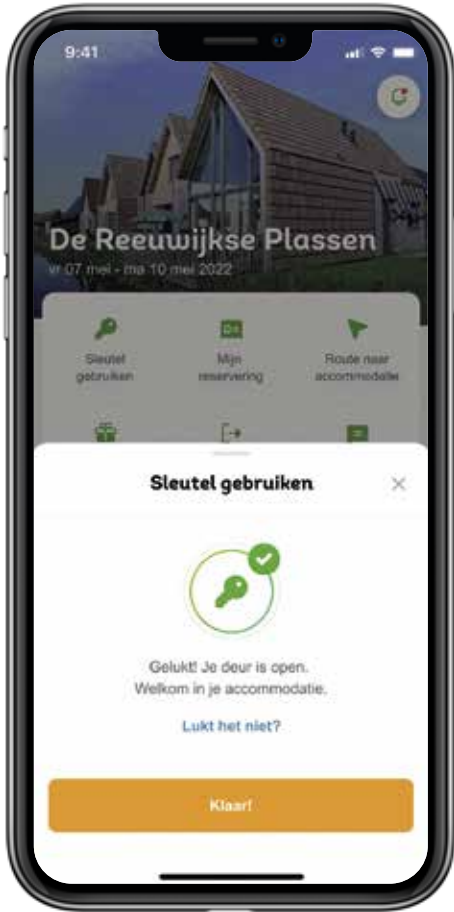 9:41
De Reeuwijkse Plassen
vr 07 mei - ma 10 mei 2022
Sleutel
gebruiken
Mijn
reservering
Route naar
accommodatie
Sleutel gebruiken
Gelukt! Je deur is open.
Welkom in je accommodatie.
Lukt het niet?
Klaar!